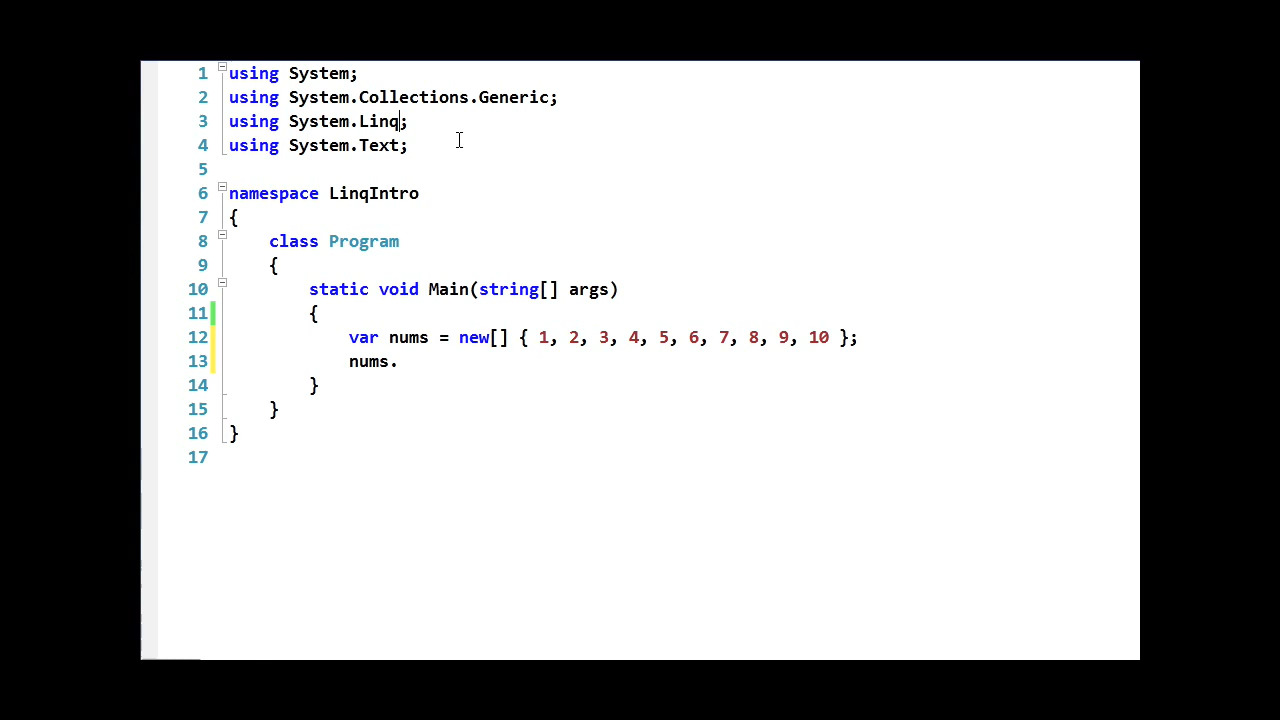 1 using System;
2 using System.Collections.Generic;
3 using System.Linq;
4 using System.Text;
5
6 namespace LinqIntro
7 {
8 class Program
9 {
10 static void Main(string[] args)
11 {
12 var nums = new[] { 1, 2, 3, 4, 5, 6, 7, 8, 9, 10 };
13 nums.
14 }
15 }
16 }
17